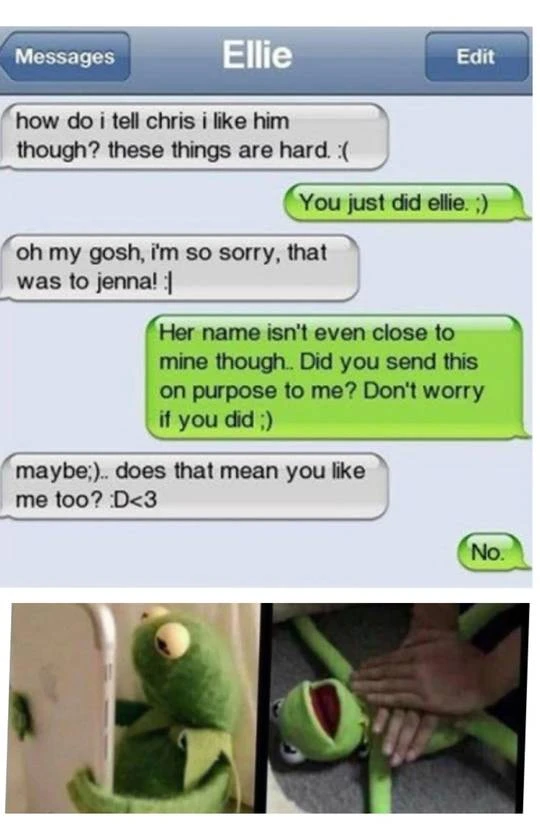 Messages
Ellie
Edit
how do i tell chris i like him
though? these things are hard. :(
You just did ellie. ;)
oh my gosh, i'm so sorry, that
was to jenna! :|
Her name isn't even close to
mine though.. Did you send this
on purpose to me? Don't worry
if you did ;)
maybe;).. does that mean you like
me too? :D<3
No.